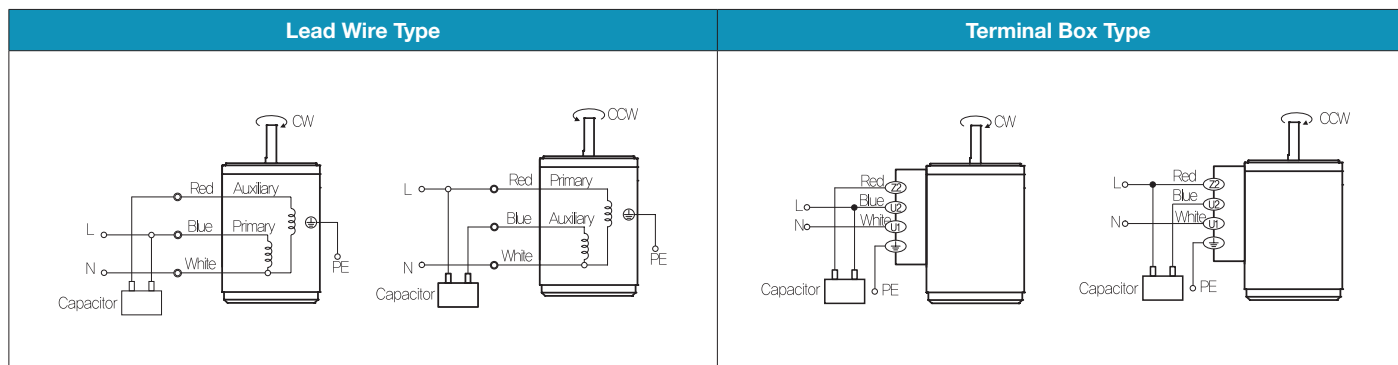 Lead Wire Type
Terminal Box Type
CW
Red Auxiliary
L Blue Primary
N White
PE
Capacitor
CCW
L Red Primary
Blue Auxiliary
N White
PE
Capacitor
CW
Red Z2
L Blue U2
N White U1
Capacitor PE
CCW
L Red Z2
Blue U2
N White U1
Capacitor PE